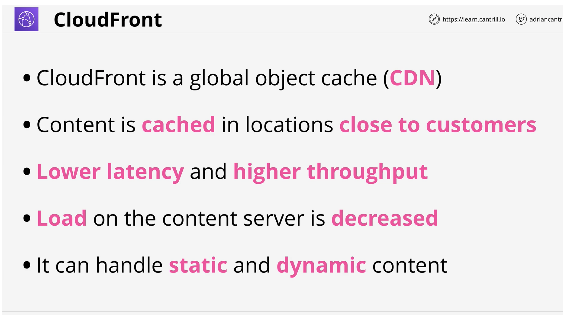 CloudFront
https://learn.cantrill.io
adriancantr
• CloudFront is a global object cache (CDN)
• Content is cached in locations close to customers
• Lower latency and higher throughput
• Load on the content server is decreased
• It can handle static and dynamic content